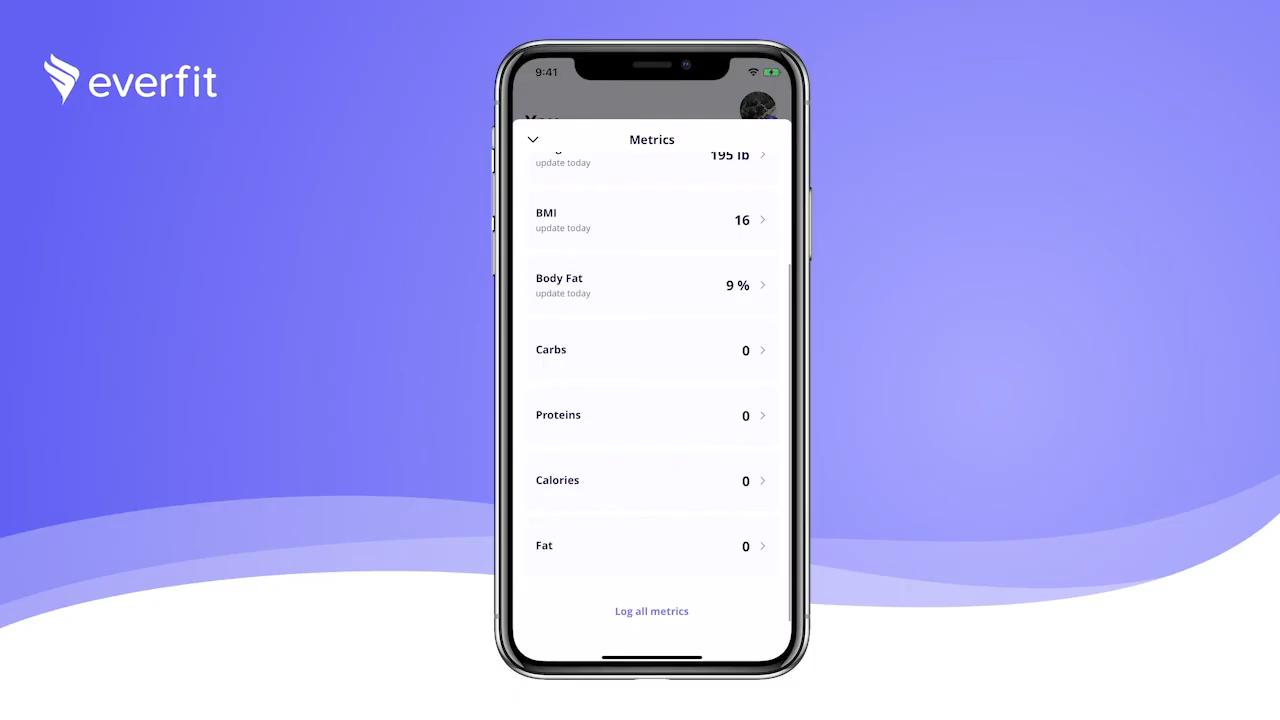 everfit
9:41
Metrics
195 lb
update today
BMI
16
update today
Body Fat
9 %
update today
Carbs
0
Proteins
0
Calories
0
Fat
0
Log all metrics